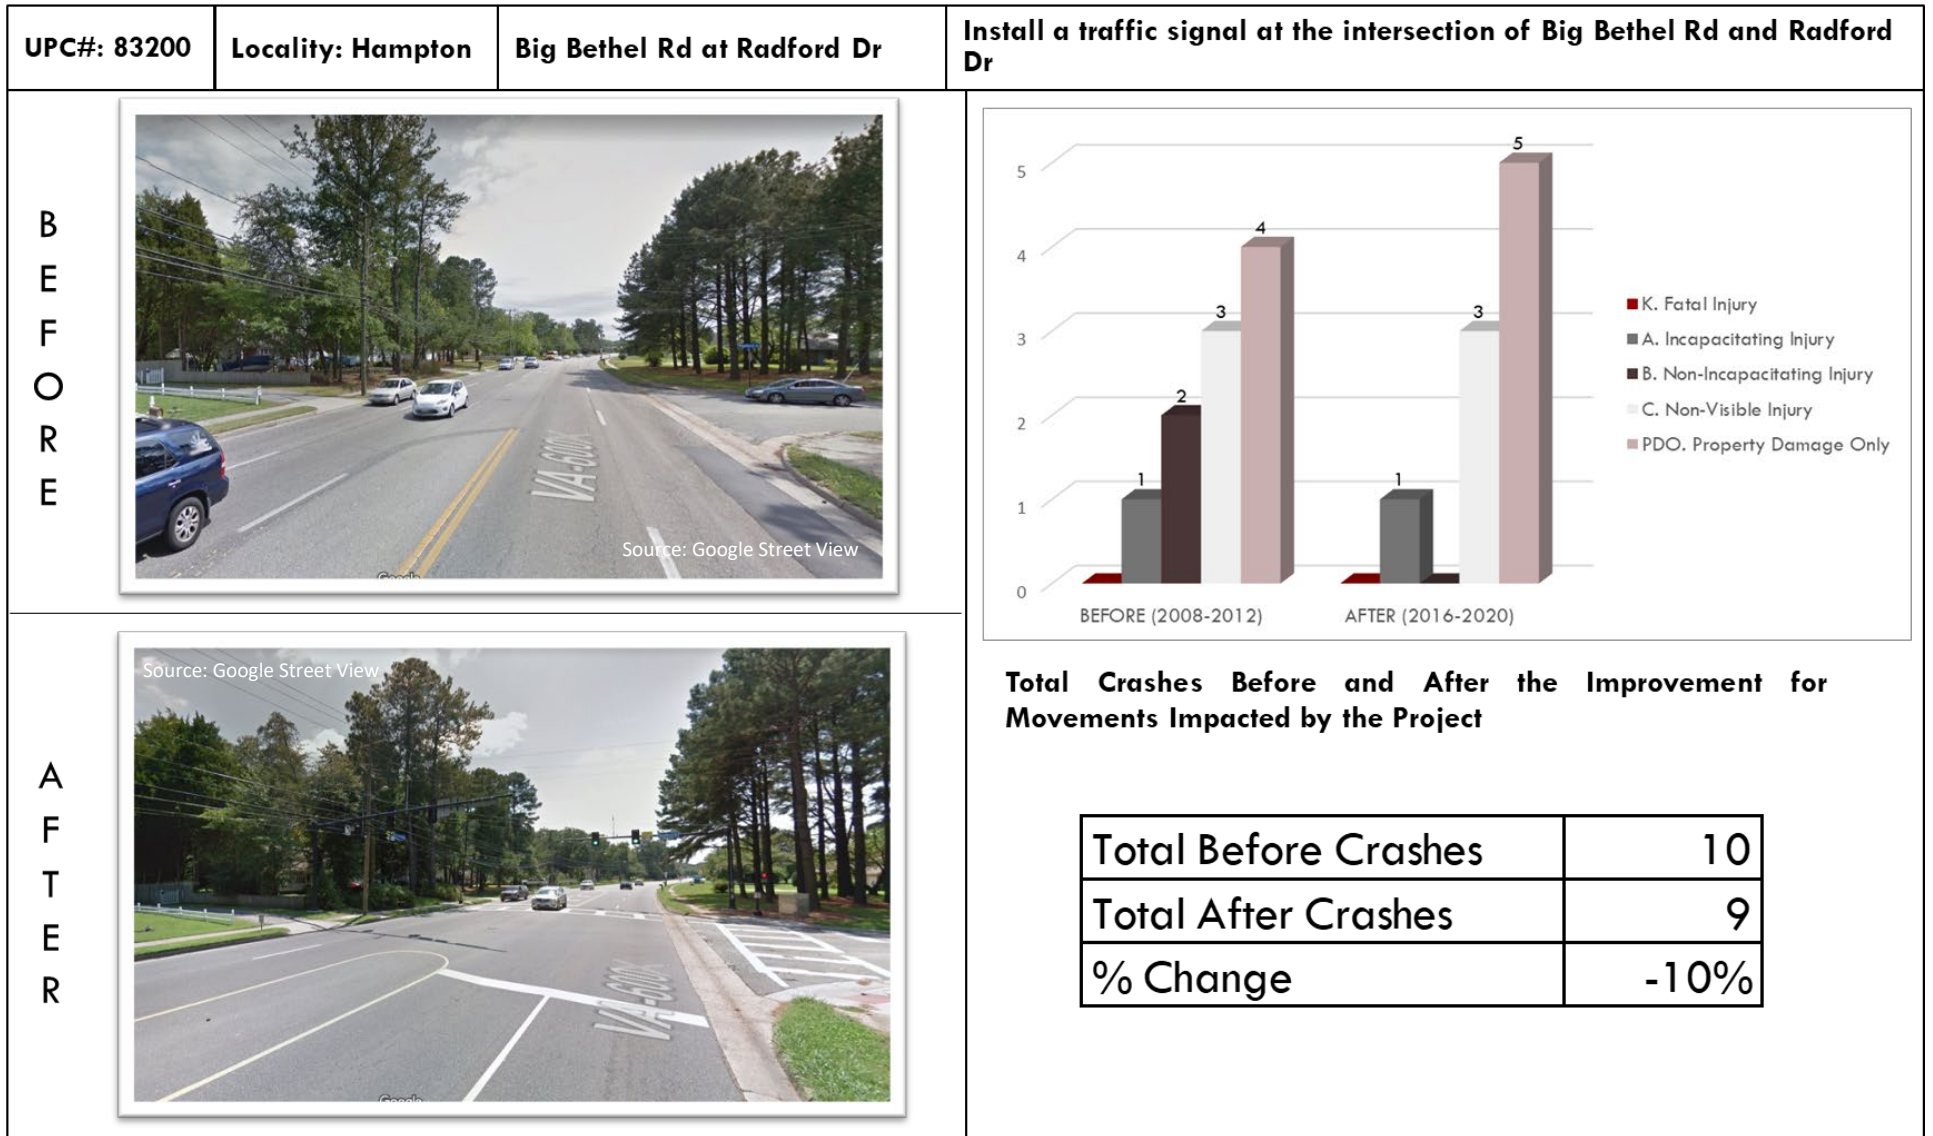 UPC#: 83200
Locality: Hampton
Big Bethel Rd at Radford Dr
Install a traffic signal at the intersection of Big Bethel Rd and Radford
Dr
B
E
F
O
R
E
VA-600X
Source: Google Street View
Google
A
F
T
E
R
Source: Google Street View
VA-600X
Google
5
4
3
2
1
0
1
2
3
4
1
3
5
BEFORE (2008-2012)
AFTER (2016-2020)
K. Fatal Injury
A. Incapacitating Injury
B. Non-Incapacitating Injury
C. Non-Visible Injury
PDO. Property Damage Only
Total Crashes Before and After the Improvement for
Movements Impacted by the Project
Total Before Crashes 10
Total After Crashes 9
% Change -10%